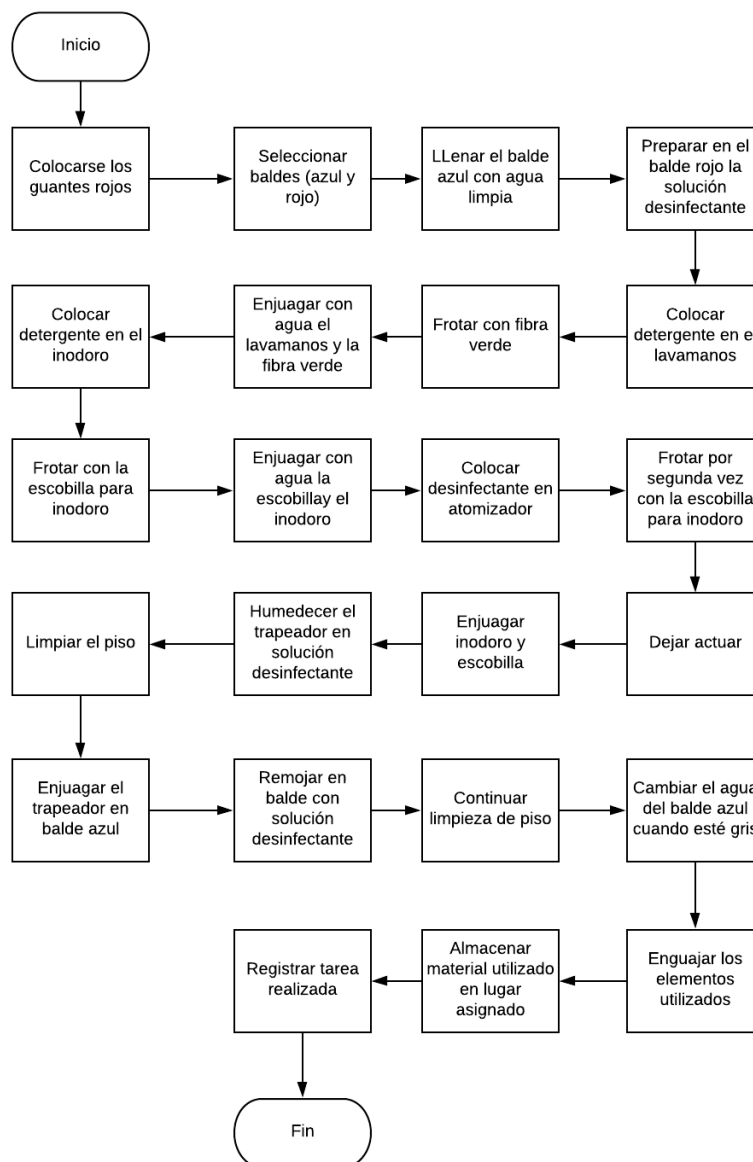 Inicio
Colocarse los
guantes rojos
Seleccionar
baldes (azul y
rojo)
LLenar el balde
azul con agua
limpia
Preparar en el
balde rojo la
solución
desinfectante
Colocar
detergente en el
lavamanos
Frotar con fibra
verde
Enjuagar con
agua el
lavamanos y la
fibra verde
Colocar
detergente en el
inodoro
Frotar con la
escobilla para
inodoro
Enjuagar con
agua la
escobillay el
inodoro
Colocar
desinfectante en
atomizador
Frotar por
segunda vez
con la escobilla
para inodoro
Dejar actuar
Enjuagar
inodoro y
escobilla
Humedecer el
trapeador en
solución
desinfectante
Limpiar el piso
Enjuagar el
trapeador en
balde azul
Remojar en
balde con
solución
desinfectante
Continuar
limpieza de piso
Cambiar el agua
del balde azul
cuando esté gris
Enguajar los
elementos
utilizados
Almacenar
material utilizado
en lugar
asignado
Registrar tarea
realizada
Fin